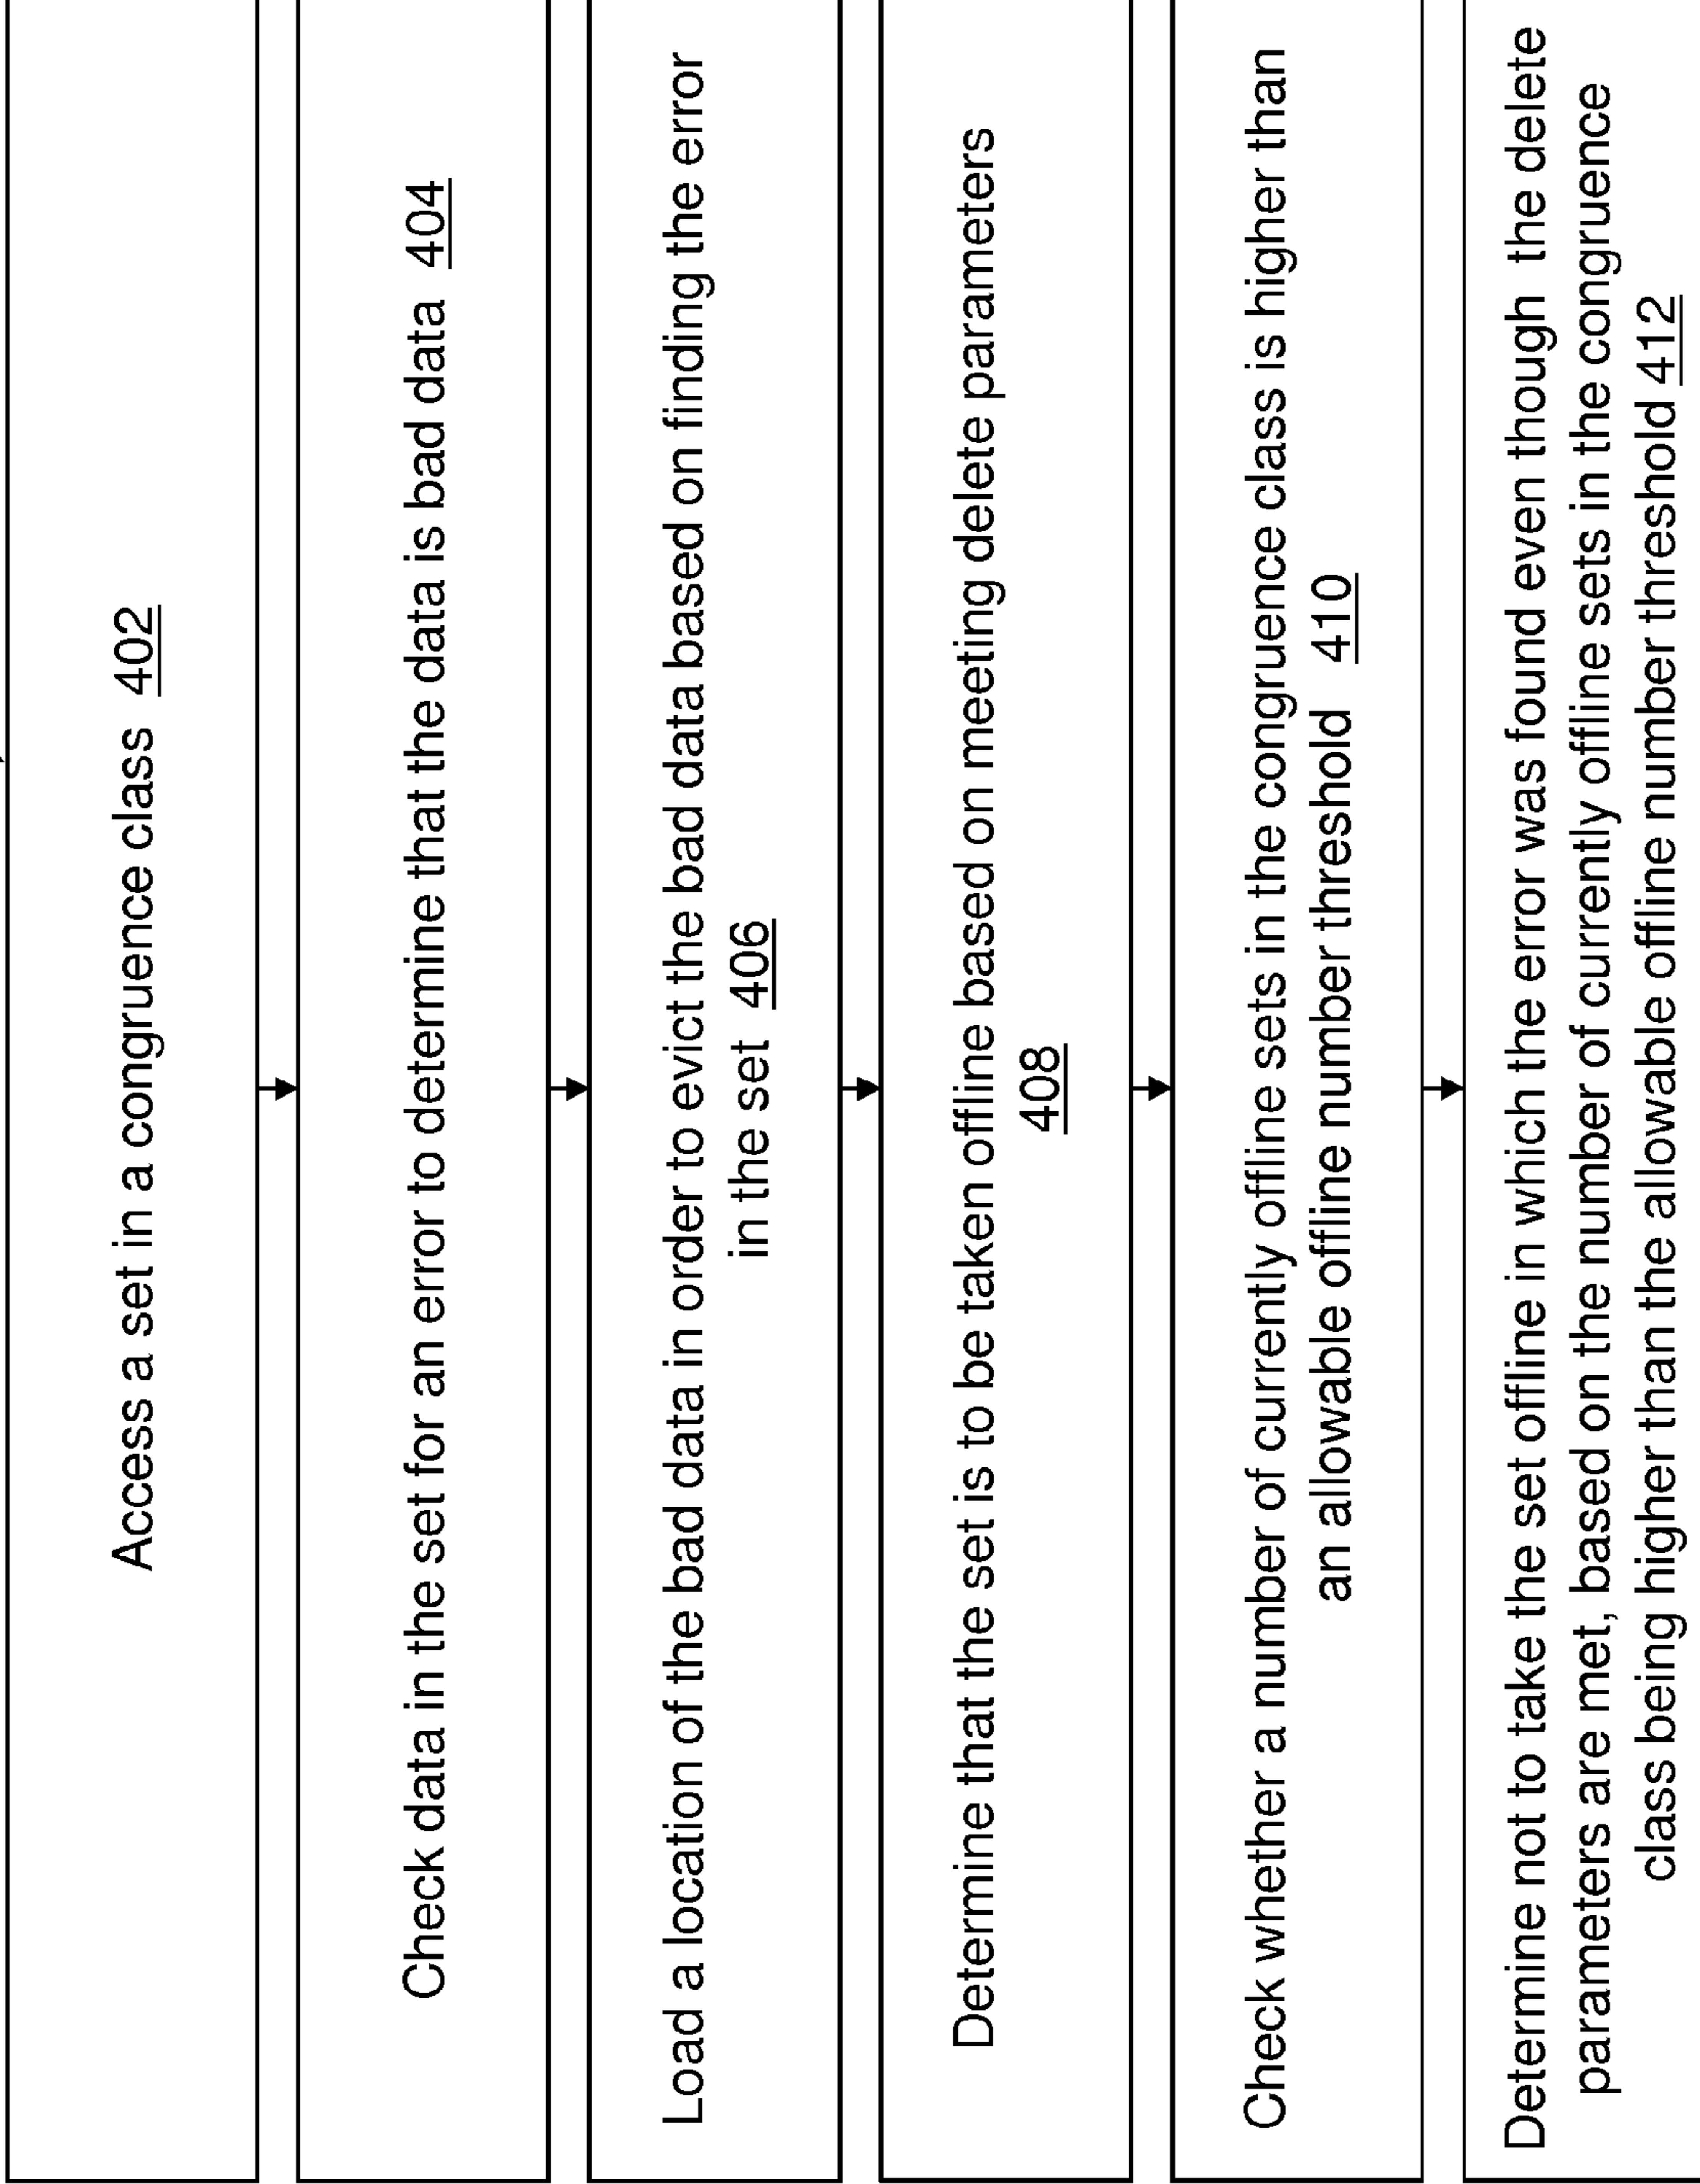 Access a set in a congruence class 402
Check data in the set for an error to determine that the data is bad data 404
Load a location of the bad data in order to evict the bad data based on finding the error
in the set 406
Determine that the set is to be taken offline based on meeting delete parameters
408
Check whether a number of currently offline sets in the congruence class is higher than
an allowable offline number threshold 410
Determine not to take the set offline in which the error was found even though the delete
parameters are met, based on the number of currently offline sets in the congruence
class being higher than the allowable offline number threshold 412